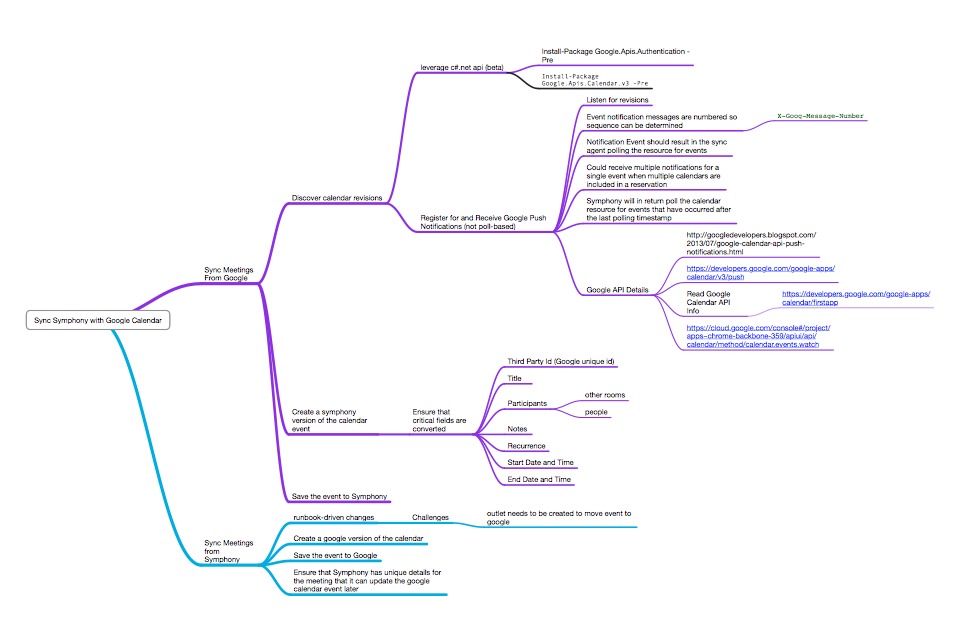 Sync Symphony with Google Calendar
Sync Meetings
From Google
Discover calendar revisions
leverage c#.net api (beta)
Install-Package Google.Apis.Authentication -
Pre
Install-Package
Google.Apis.Calendar.v3 -Pre
Register for and Receive Google Push
Notifications (not poll-based)
Listen for revisions
Event notification messages are numbered so
sequence can be determined
X-Goog-Message-Number
Notification Event should result in the sync
agent polling the resource for events
Could receive multiple notifications for a
single event when multiple calendars are
included in a reservation
Symphony will in return poll the calendar
resource for events that have occurred after
the last polling timestamp
Google API Details
http://googledevelopers.blogspot.com/
2013/07/google-calendar-api-push-
notifications.html
https://developers.google.com/google-apps/
calendar/v3/push
Read Google
Calendar API
Info
https://developers.google.com/google-apps/
calendar/firstapp
https://cloud.google.com/console#/project/
apps~chrome-backbone-359/apiui/api/
calendar/method/calendar.events.watch
Create a symphony
version of the calendar
event
Ensure that
critical fields are
converted
Third Party Id (Google unique id)
Title
Participants
other rooms
people
Notes
Recurrence
Start Date and Time
End Date and Time
Save the event to Symphony
Sync Meetings
from
Symphony
runbook-driven changes
Challenges
outlet needs to be created to move event to
google
Create a google version of the calendar
Save the event to Google
Ensure that Symphony has unique details for
the meeting that it can update the google
calendar event later